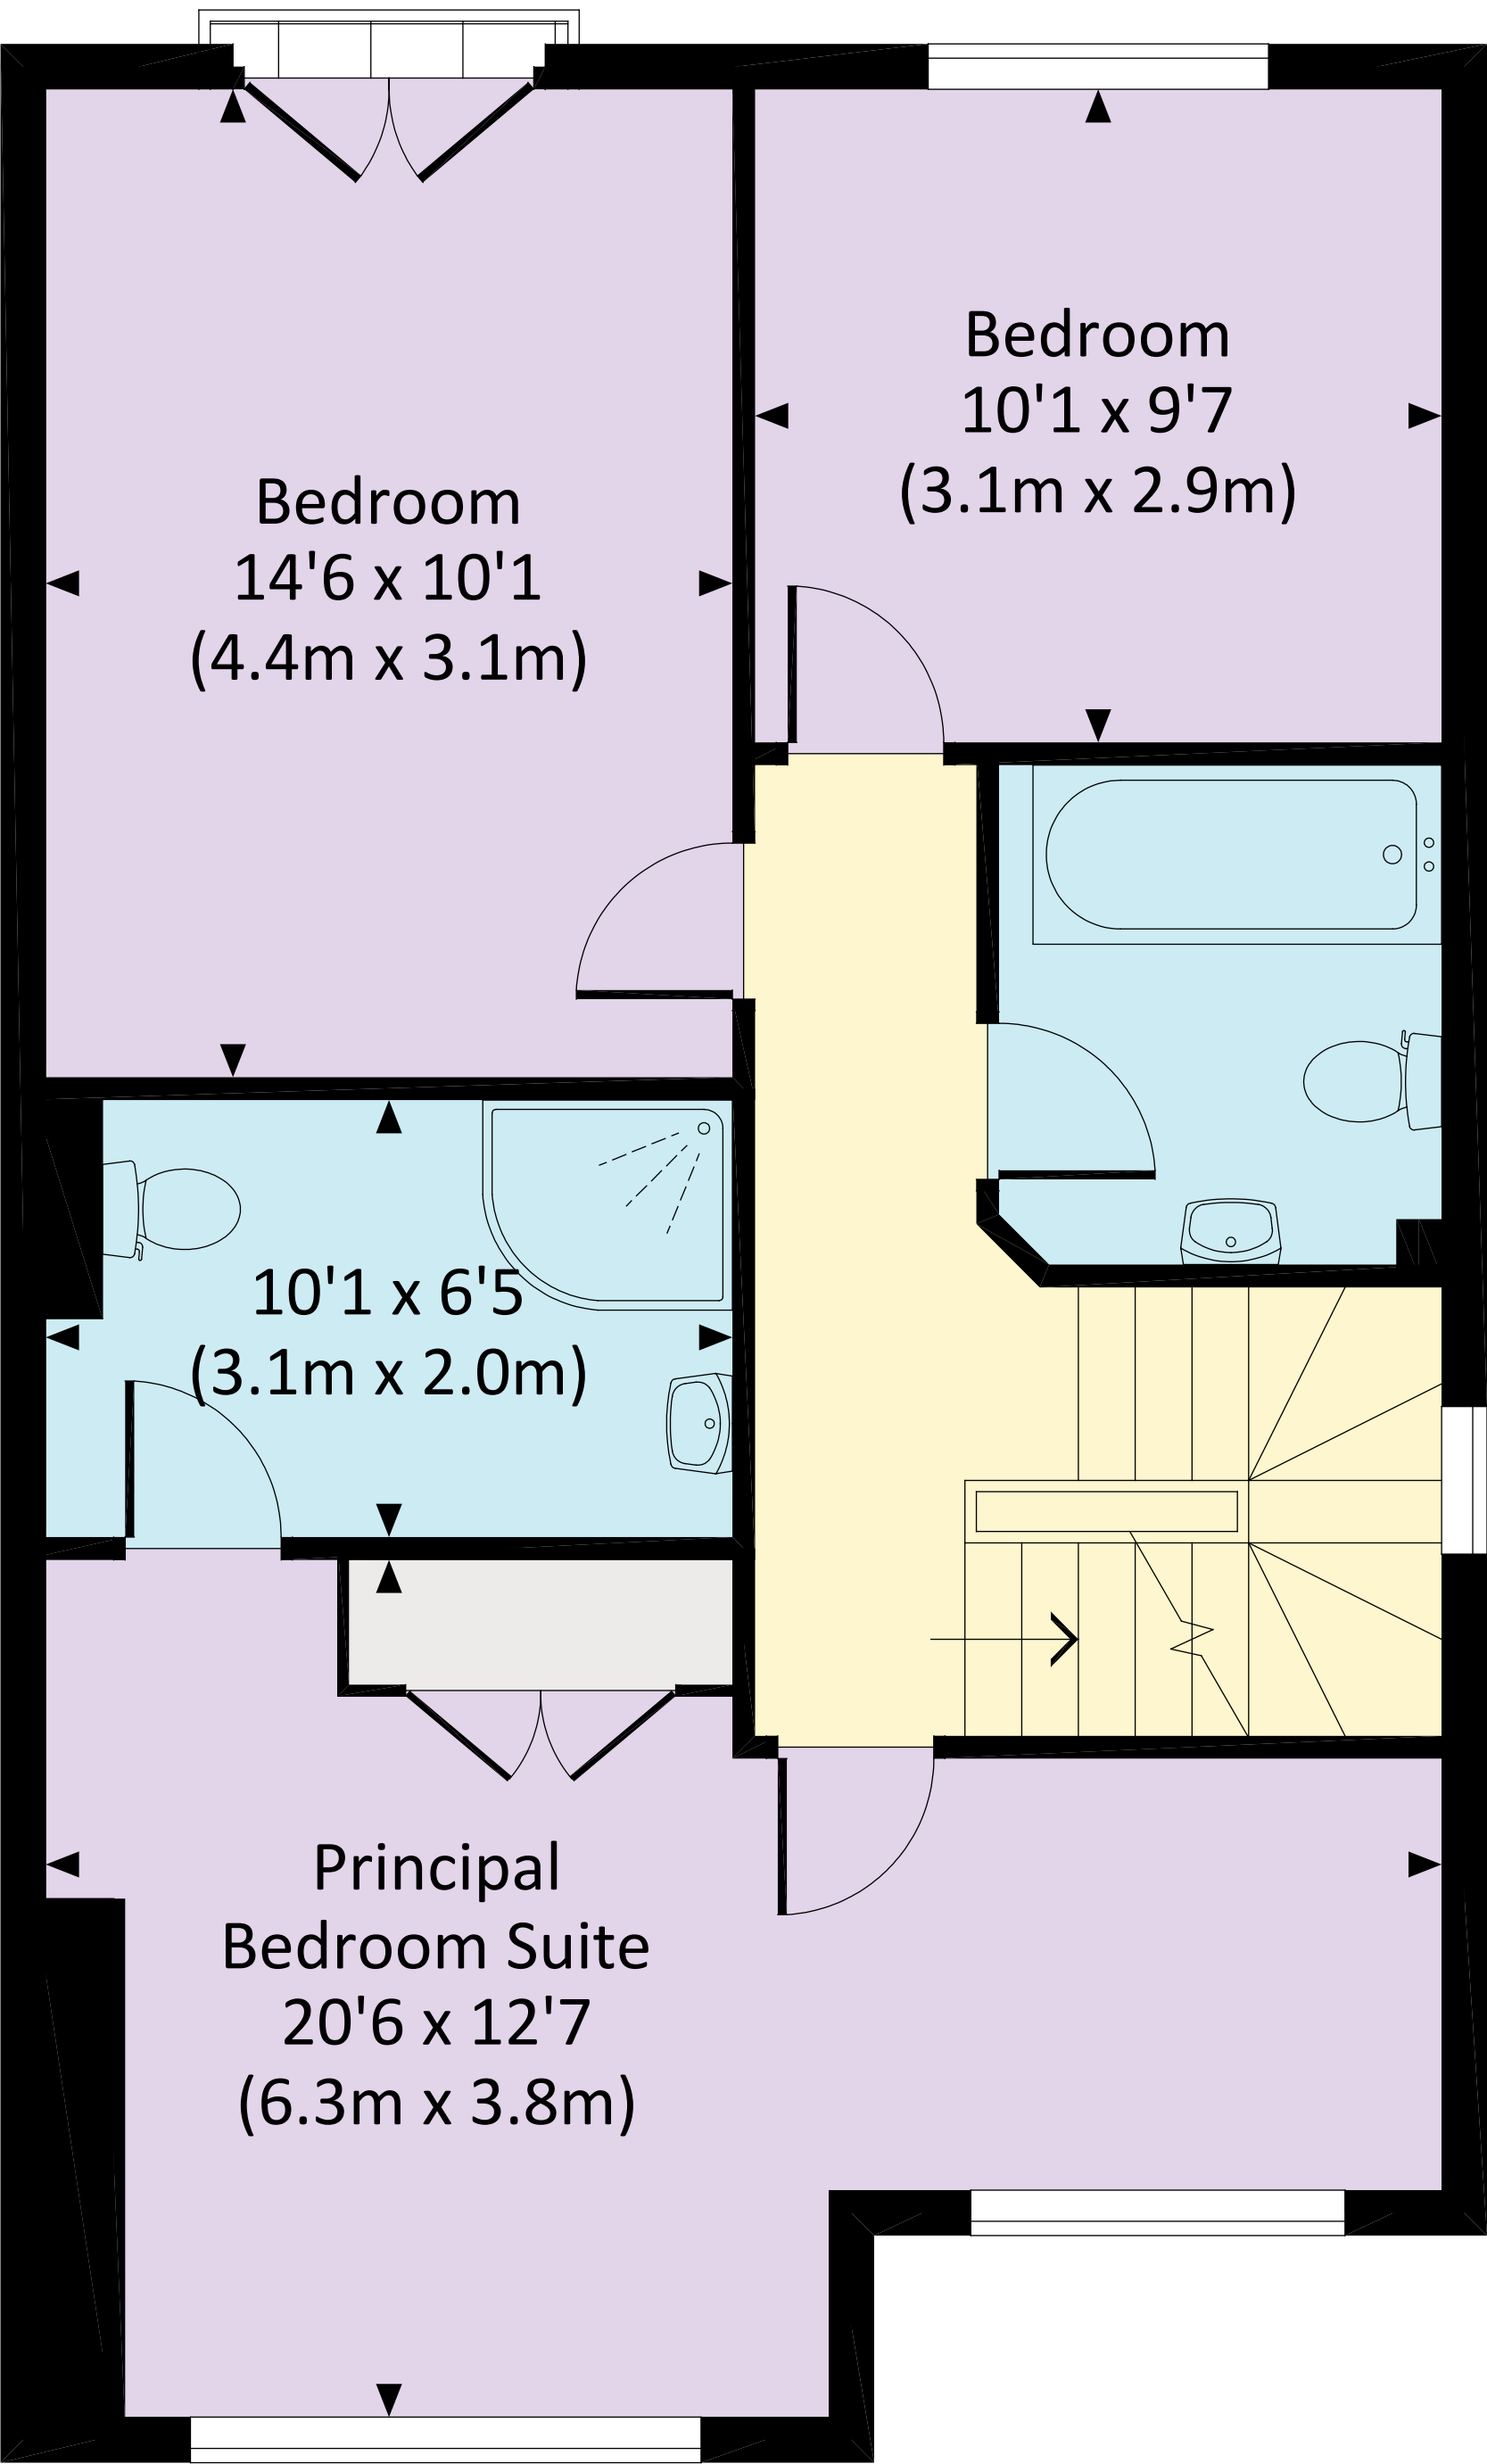 Bedroom
10'1 x 9'7
(3.1m x 2.9m)
Bedroom
14'6 x 10'1
(4.4m x 3.1m)
10'1 x 6'5
(3.1m x 2.0m)
Principal
Bedroom Suite
20'6 x 12'7
(6.3m x 3.8m)